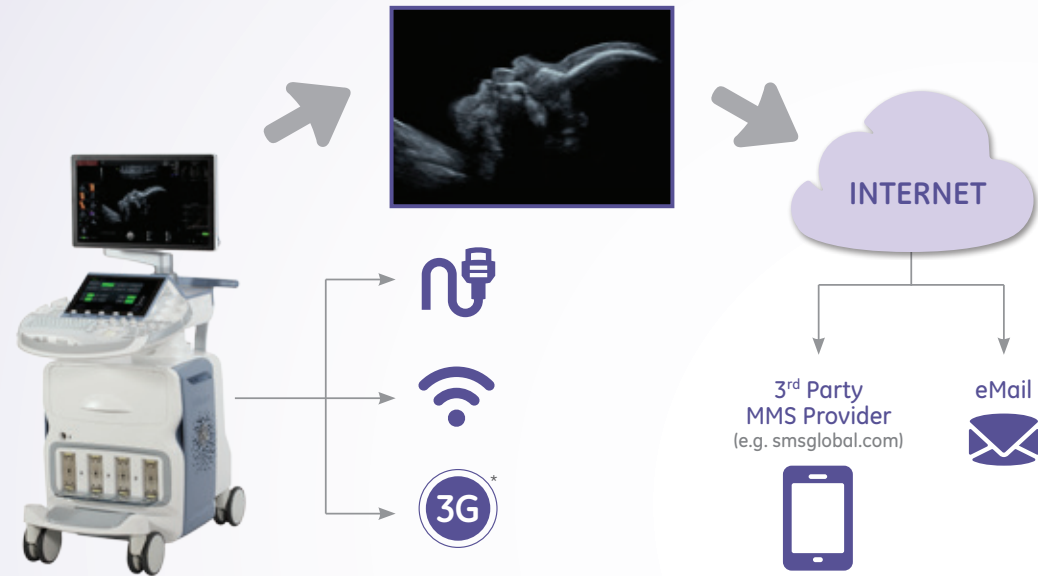 INTERNET
3rd Party
MMS Provider
(e.g. smsglobal.com)
eMail
3G*